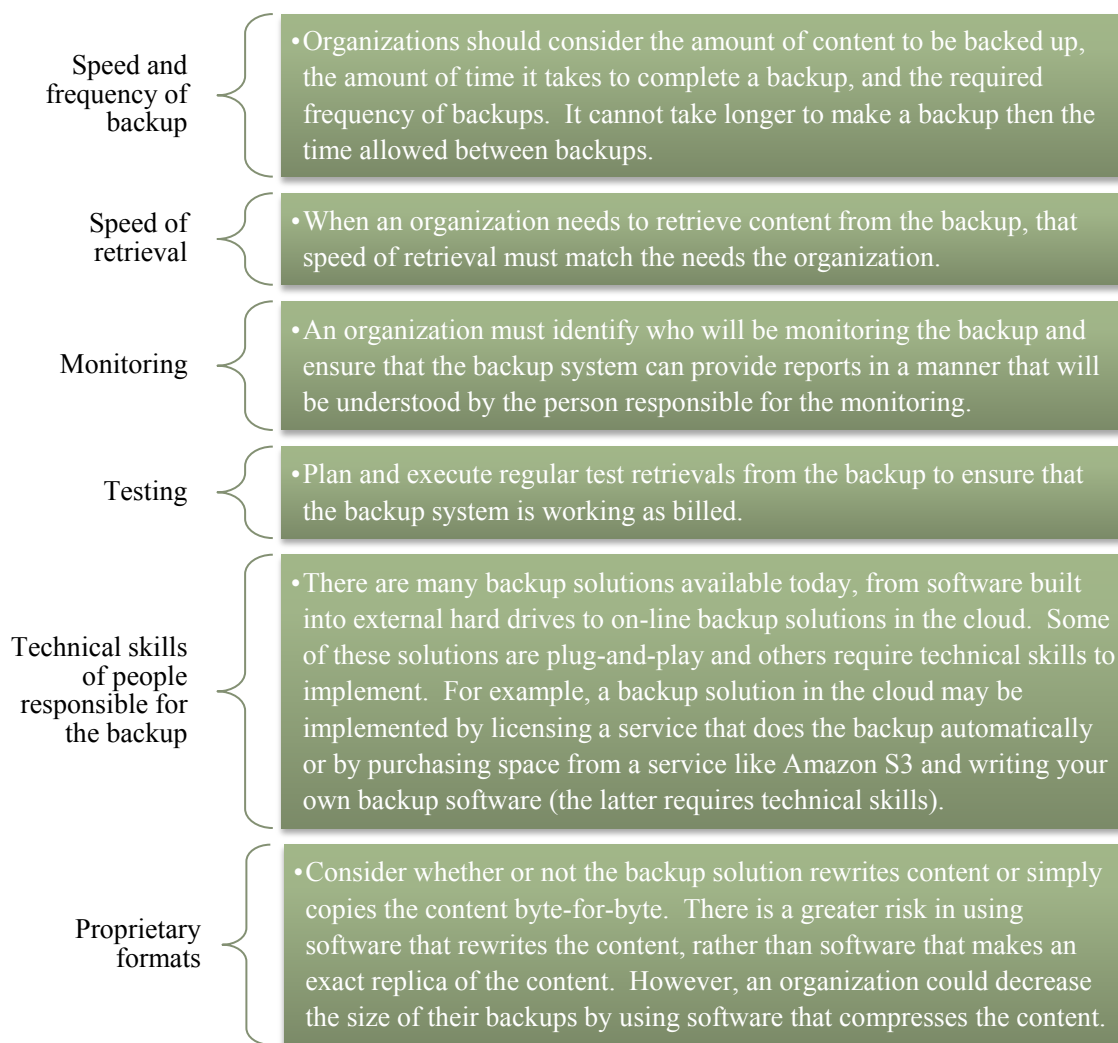 Speed and
frequency of
backup
•Organizations should consider the amount of content to be backed up,
the amount of time it takes to complete a backup, and the required
frequency of backups.  It cannot take longer to make a backup then the
time allowed between backups.
Speed of
retrieval
•When an organization needs to retrieve content from the backup, that
speed of retrieval must match the needs the organization.
Monitoring
•An organization must identify who will be monitoring the backup and
ensure that the backup system can provide reports in a manner that will
be understood by the person responsible for the monitoring.
Testing
•Plan and execute regular test retrievals from the backup to ensure that
the backup system is working as billed.
Technical skills
of people
responsible for
the backup
•There are many backup solutions available today, from software built
into external hard drives to on-line backup solutions in the cloud.  Some
of these solutions are plug-and-play and others require technical skills to
implement.  For example, a backup solution in the cloud may be
implemented by licensing a service that does the backup automatically
or by purchasing space from a service like Amazon S3 and writing your
own backup software (the latter requires technical skills).
Proprietary
formats
•Consider whether or not the backup solution rewrites content or simply
copies the content byte-for-byte.  There is a greater risk in using
software that rewrites the content, rather than software that makes an
exact replica of the content.  However, an organization could decrease
the size of their backups by using software that compresses the content.